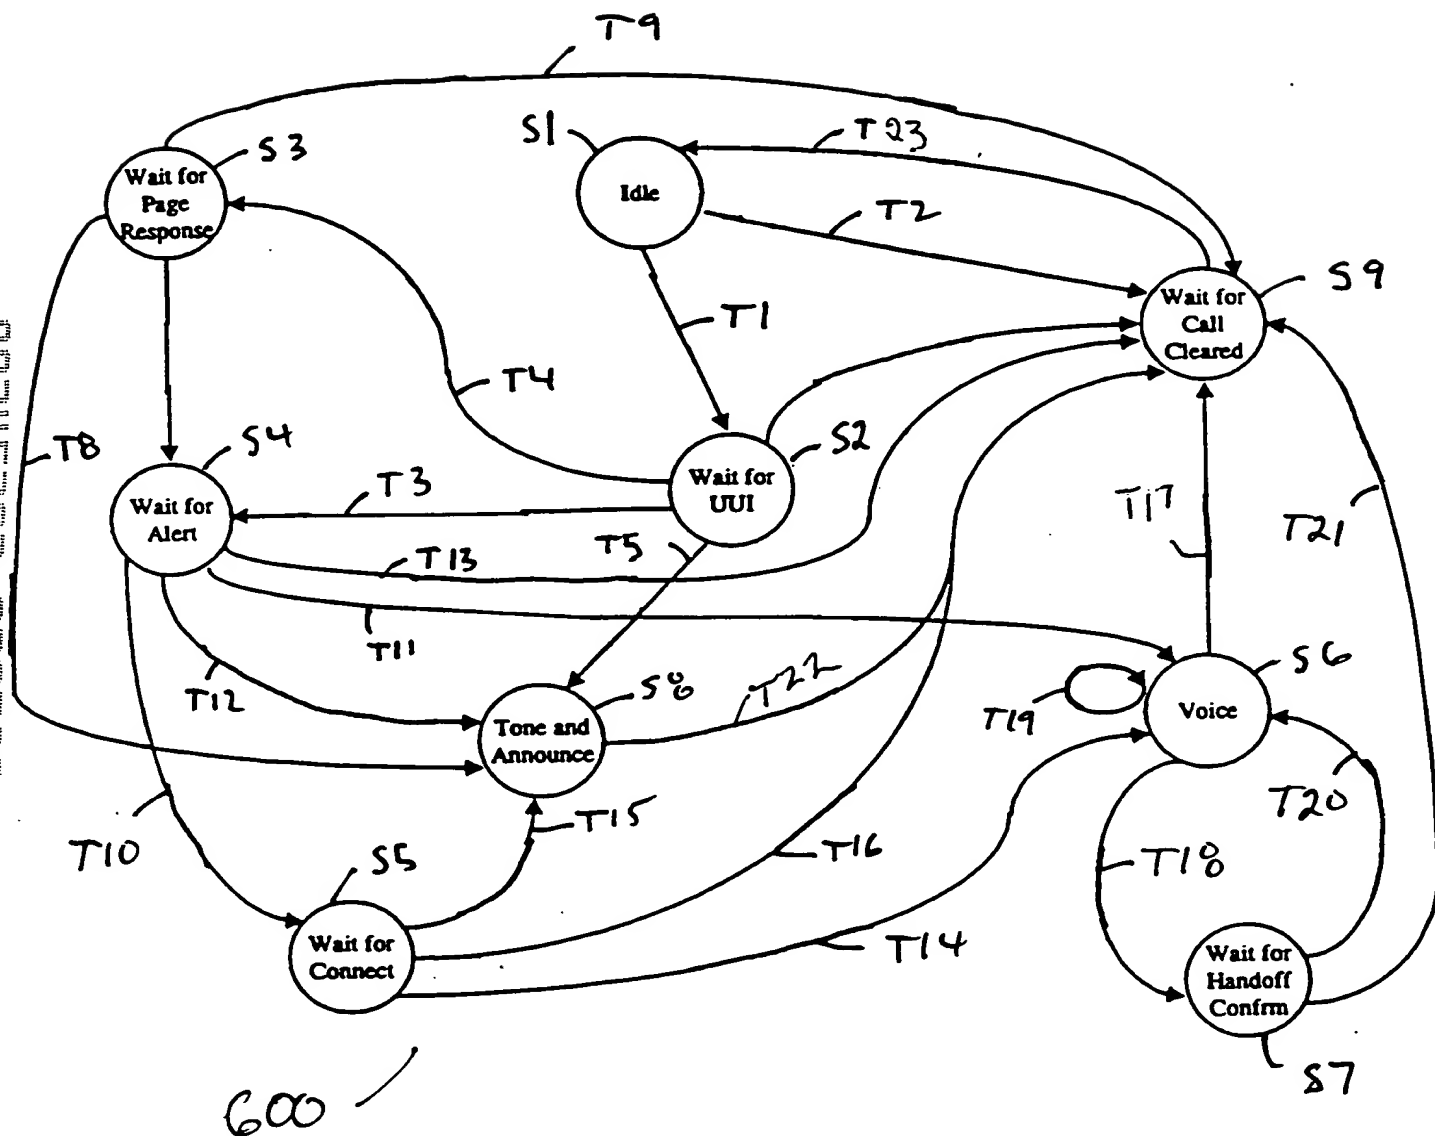 T9
S1
T23
S3
Wait for
Page
Response
Idle
T2
S9
Wait for
Call
Cleared
T1
T4
S4
S2
T8
Wait for
Alert
T3
Wait for
UUI
T17
T21
T5
T13
T11
S6
T12
S8
T22
Tone and
Announce
T19
Voice
T20
T10
T15
S5
T16
T18
Wait for
Connect
T14
Wait for
Handoff
Confrm
S7
600